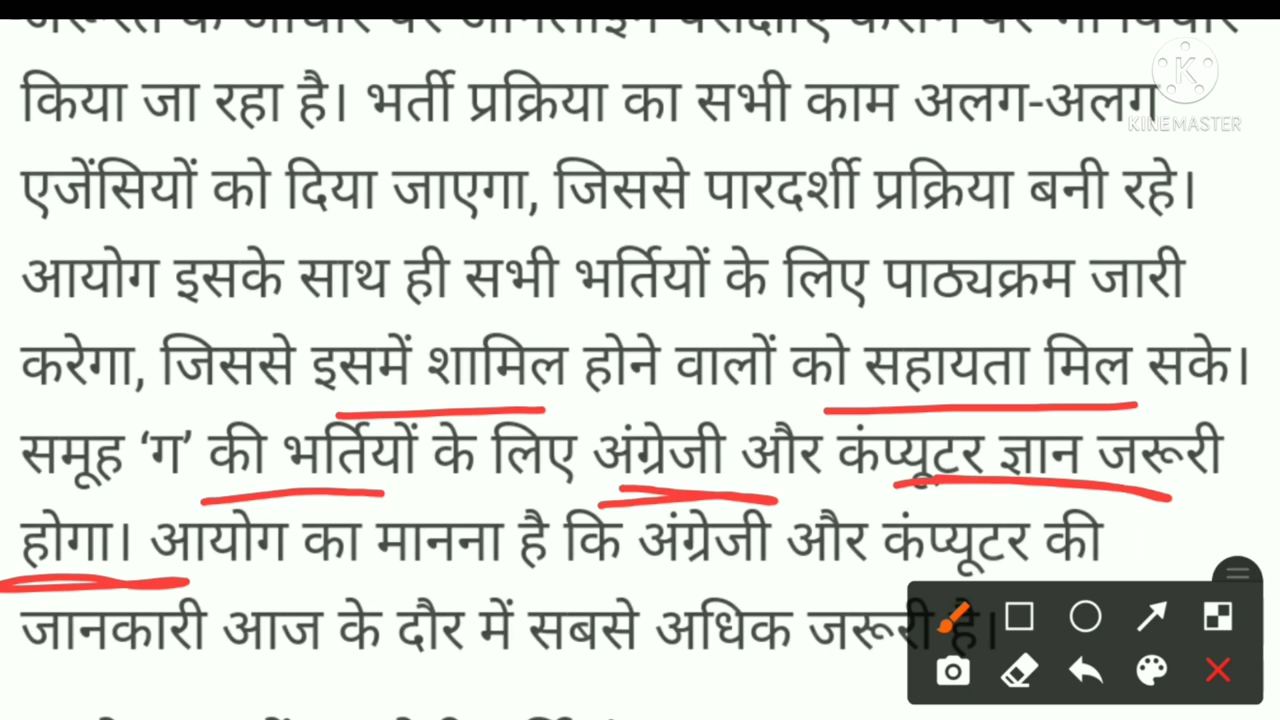 किया जा रहा है। भर्ती प्रक्रिया का सभी काम अलग-अलग
K
KINEMASTER
एजेंसियों को दिया जाएगा, जिससे पारदर्शी प्रक्रिया बनी रहे।
आयोग इसके साथ ही सभी भर्तियों के लिए पाठ्यक्रम जारी
करेगा, जिससे इसमें शामिल होने वालों को सहायता मिल सके।
समूह ‘ग’ की भर्तियों के लिए अंग्रेजी और कंप्यूटर ज्ञान जरूरी
होगा। आयोग का मानना है कि अंग्रेजी और कंप्यूटर की
जानकारी आज के दौर में सबसे अधिक जरूरी है।